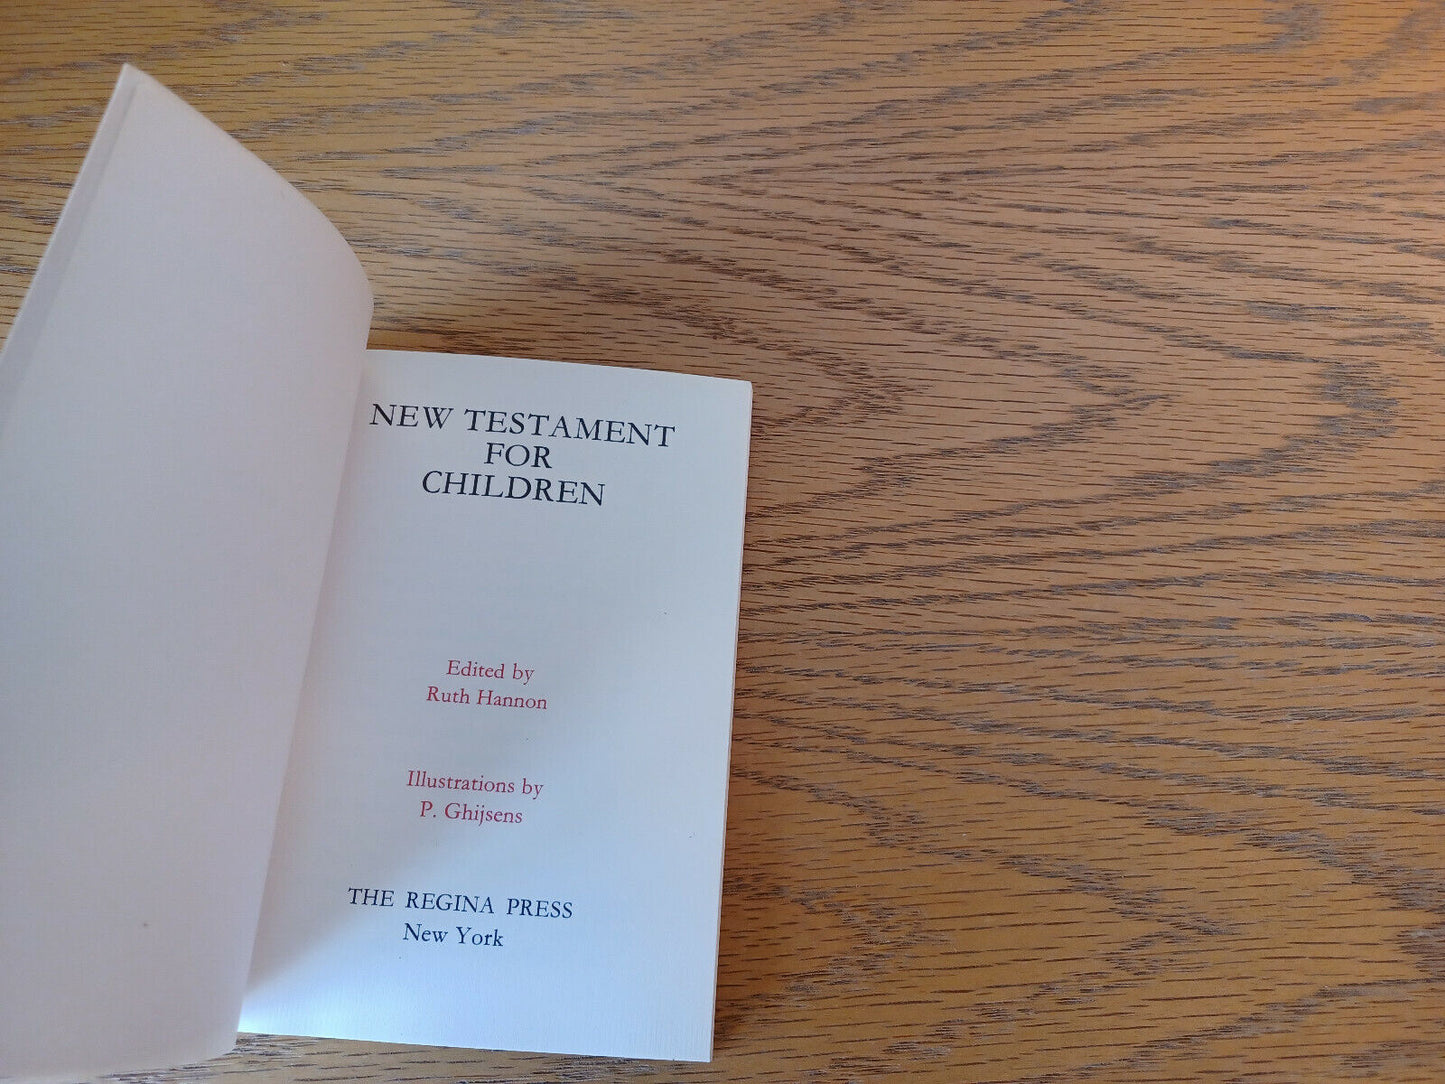 NEW TESTAMENT
FOR
CHILDREN
Edited by
Ruth Hannon
Illustrations by
P. Ghijsens
THE REGINA PRESS
New York